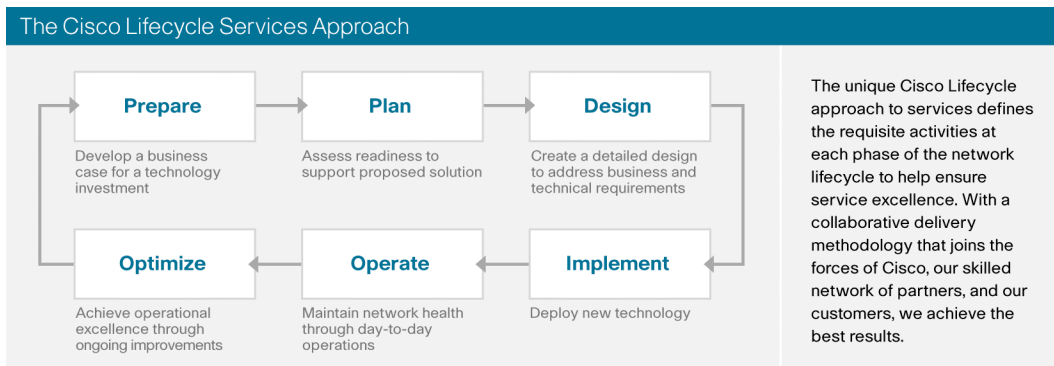 The Cisco Lifecycle Services Approach
Prepare
Develop a business
case for a technology
investment
Plan
Assess readiness to
support proposed solution
Design
Create a detailed design
to address business and
technical requirements
Implement
Deploy new technology
Operate
Maintain network health
through day-to-day
operations
Optimize
Achieve operational
excellence through
ongoing improvements
The unique Cisco Lifecycle
approach to services defines
the requisite activities at
each phase of the network
lifecycle to help ensure
service excellence. With a
collaborative delivery
methodology that joins the
forces of Cisco, our skilled
network of partners, and our
customers, we achieve the
best results.